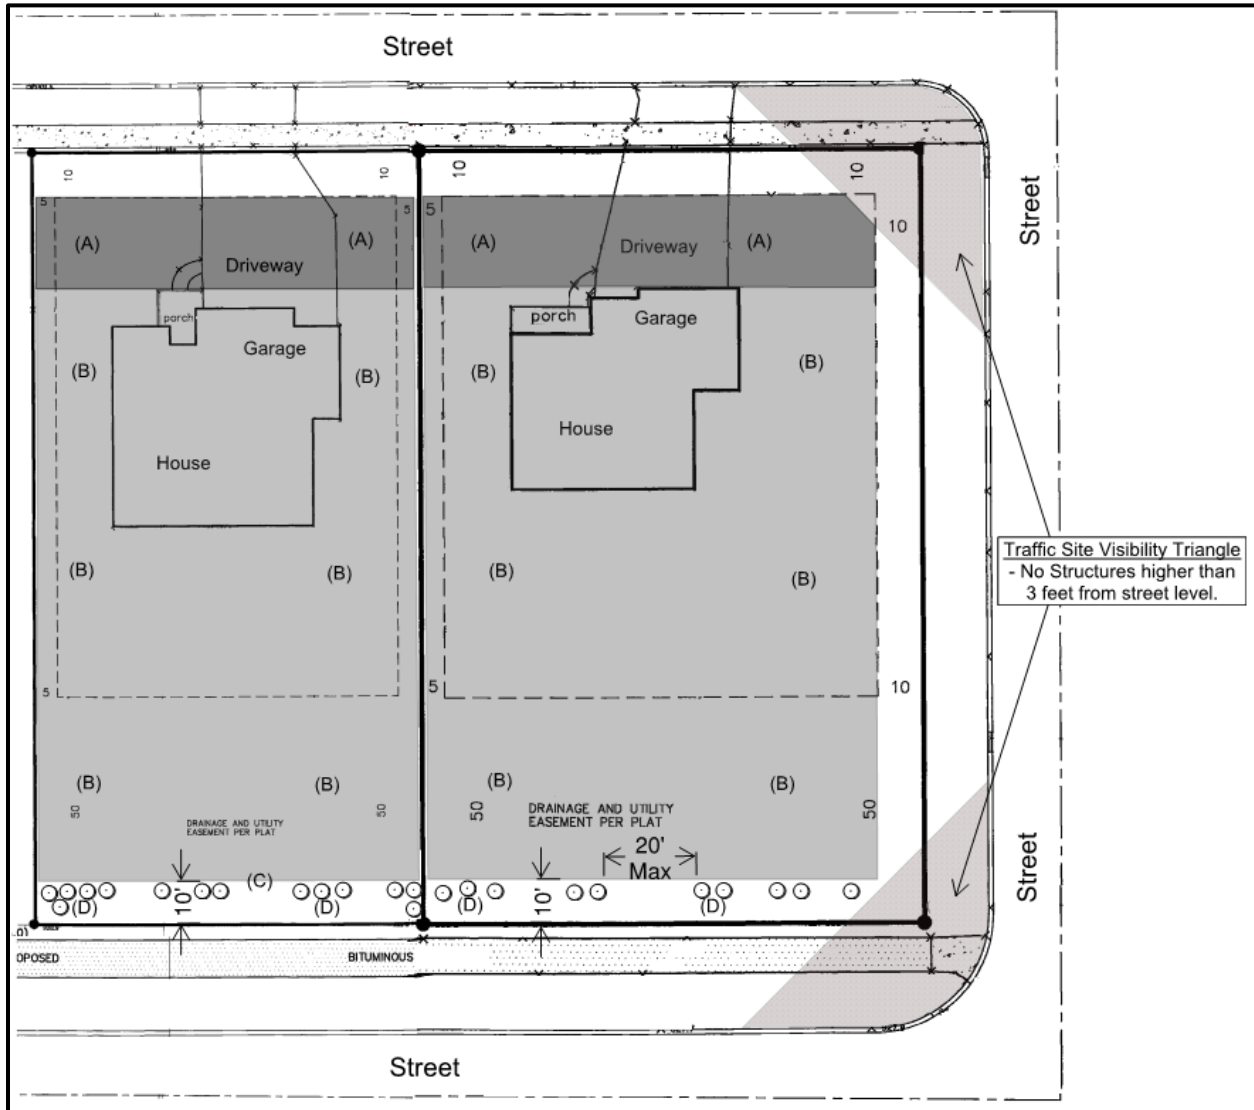 Street
10
10
10
10
5
5
5
10
(A)
(A)
(A)
(A)
Driveway
Driveway
Street
porch
porch
Garage
Garage
(B)
(B)
(B)
(B)
House
House
Traffic Site Visibility Triangle
- No Structures higher than
3 feet from street level.
(B)
(B)
(B)
(B)
5
5
10
(B)
(B)
(B)
(B)
50
50
50
50
DRAINAGE AND UTILITY
EASEMENT PER PLAT
DRAINAGE AND UTILITY
EASEMENT PER PLAT
20'
Max
Street
(C)
10'
10'
(D)
(D)
(D)
(D)
OPOSED
BITUMINOUS
Street